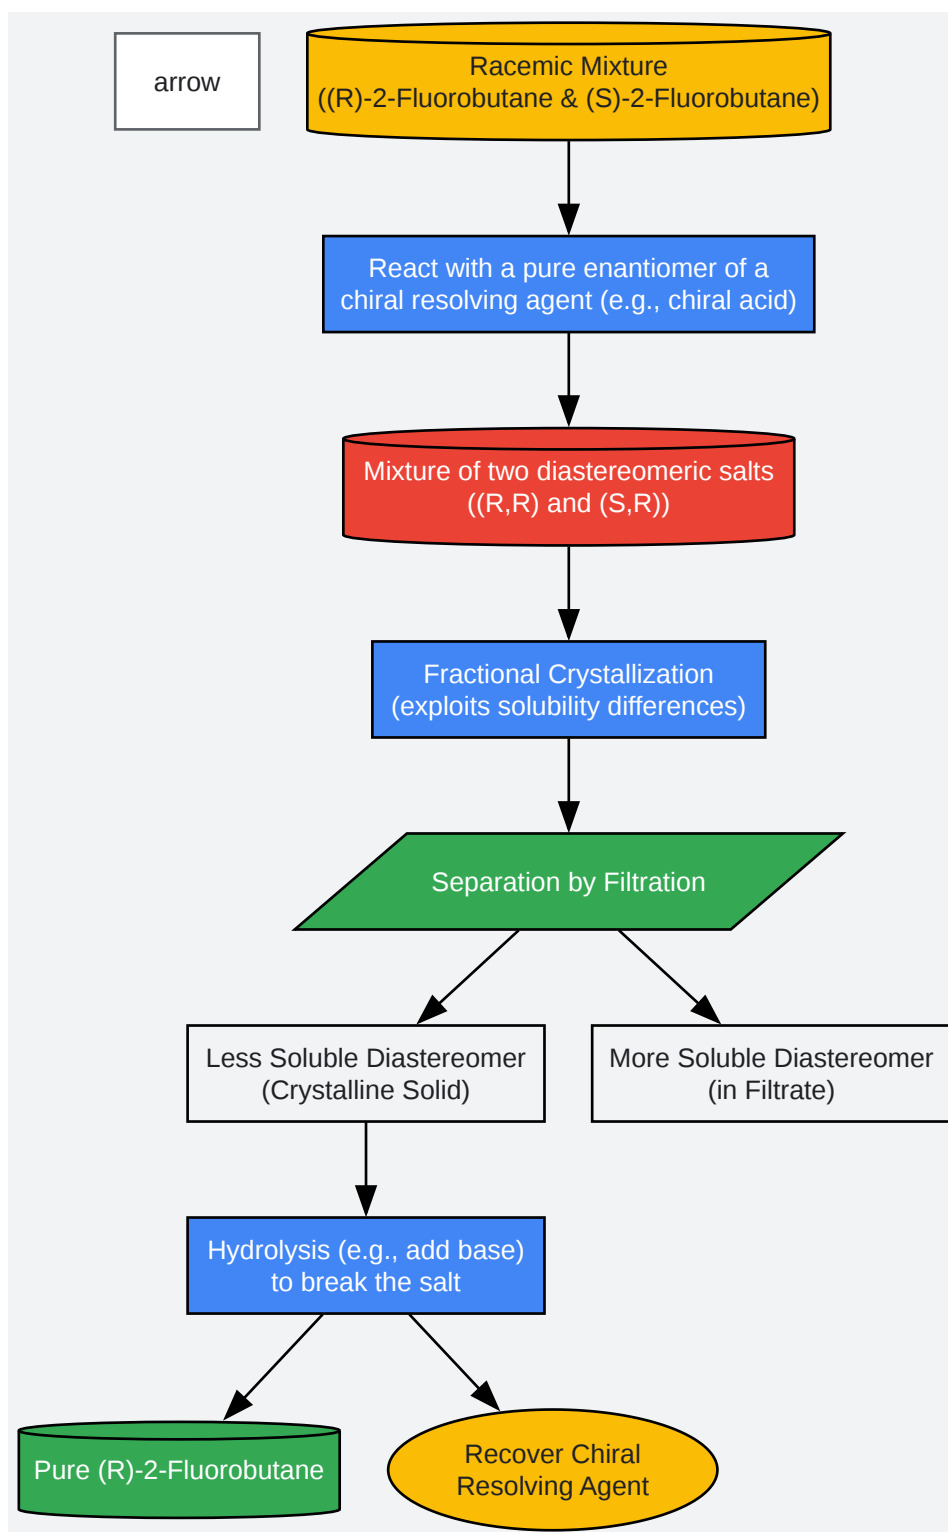 arrow
Racemic Mixture
((R)-2-Fluorobutane & (S)-2-Fluorobutane)
React with a pure enantiomer of a
chiral resolving agent (e.g., chiral acid)
Mixture of two diastereomeric salts
((R,R) and (S,R))
Fractional Crystallization
(exploits solubility differences)
Separation by Filtration
Less Soluble Diastereomer
(Crystalline Solid)
More Soluble Diastereomer
(in Filtrate)
Hydrolysis (e.g., add base)
to break the salt
Pure (R)-2-Fluorobutane
Recover Chiral
Resolving Agent